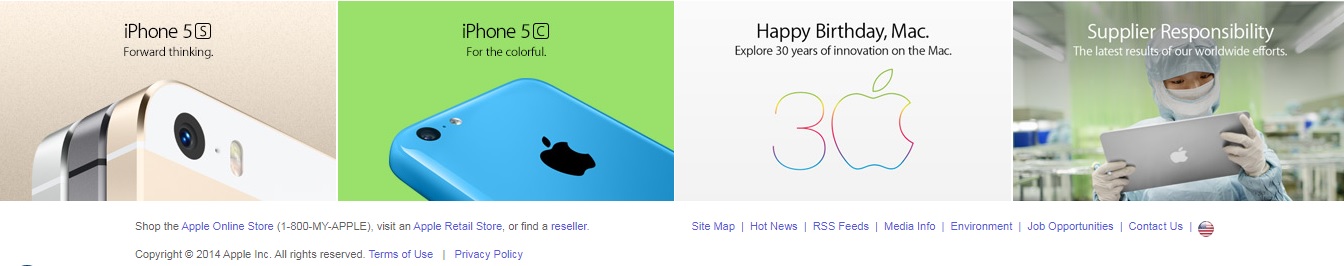 iPhone 5S
Forward thinking.
iPhone 5C
For the colorful.
Happy Birthday, Mac.
Explore 30 years of innovation on the Mac.
30
Supplier Responsibility
The latest results of our worldwide efforts.
Shop the Apple Online Store (1-800-MY-APPLE), visit an Apple Retail Store, or find a reseller.
Site Map | Hot News | RSS Feeds | Media Info | Environment | Job Opportunities | Contact Us |
Copyright © 2014 Apple Inc. All rights reserved. Terms of Use | Privacy Policy